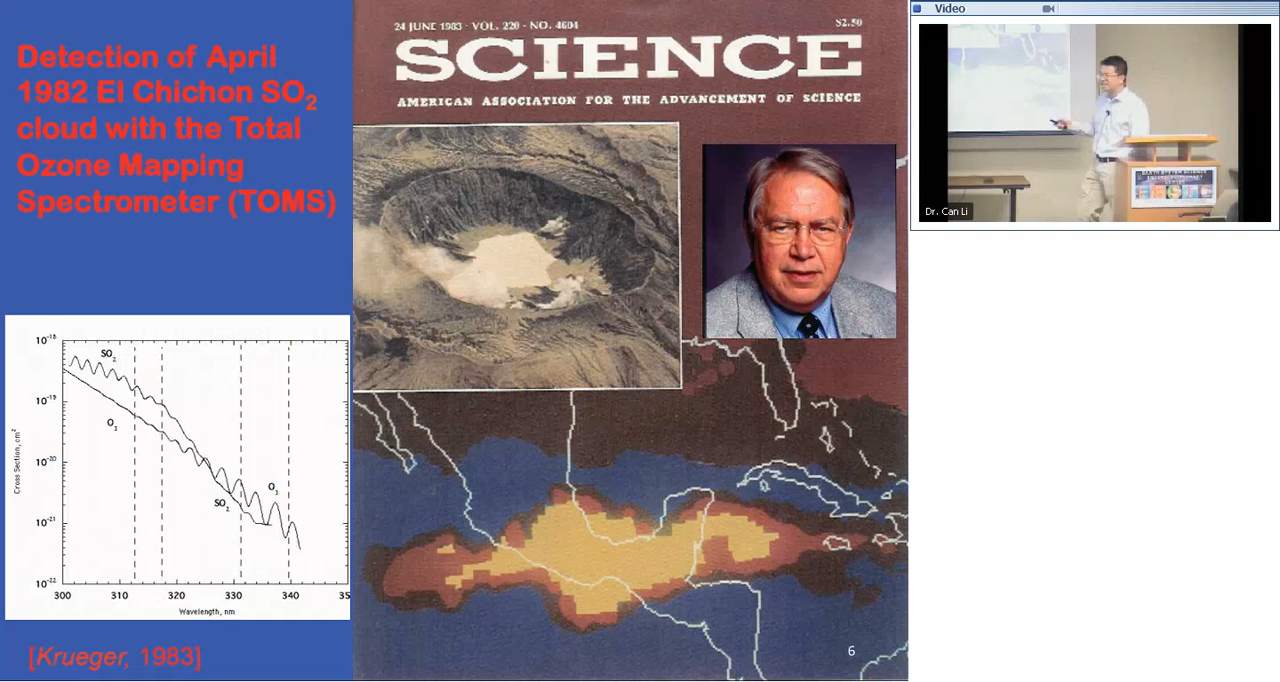 Detection of April
1982 El Chichon SO2
cloud with the Total
Ozone Mapping
Spectrometer (TOMS)
10-18
10-19
10-20
10-21
10-22
Cross Section, cm2
SO2
O3
SO2
O3
300 310 320 330 340 35
Wavelength, nm
[Krueger, 1983]
24 JUNE 1983 · VOL. 220 · NO. 4604
$2.50
SCIENCE
AMERICAN ASSOCIATION FOR THE ADVANCEMENT OF SCIENCE
6
Video
Dr. Can Li